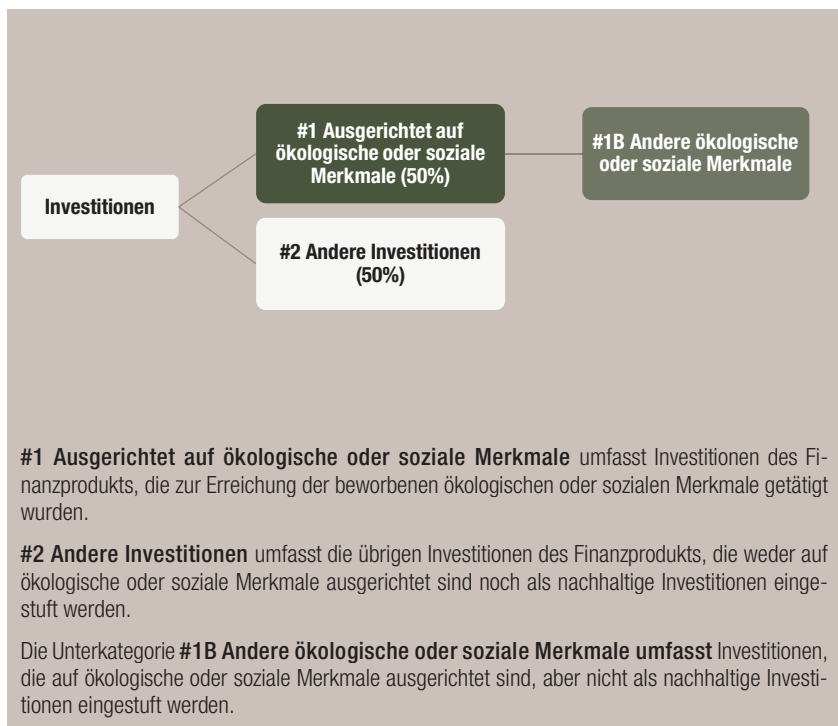 #1 Ausgerichtet auf
ökologische oder soziale
Merkmale (50%)
#1B Andere ökologische
oder soziale Merkmale
Investitionen
#2 Andere Investitionen
(50%)
#1 Ausgerichtet auf ökologische oder soziale Merkmale umfasst Investitionen des Fi-
nanzprodukts, die zur Erreichung der beworbenen ökologischen oder sozialen Merkmale getätigt
wurden.
#2 Andere Investitionen umfasst die übrigen Investitionen des Finanzprodukts, die weder auf
ökologische oder soziale Merkmale ausgerichtet sind noch als nachhaltige Investitionen einge-
stuft werden.
Die Unterkategorie #1B Andere ökologische oder soziale Merkmale umfasst Investitionen,
die auf ökologische oder soziale Merkmale ausgerichtet sind, aber nicht als nachhaltige Investi-
tionen eingestuft werden.